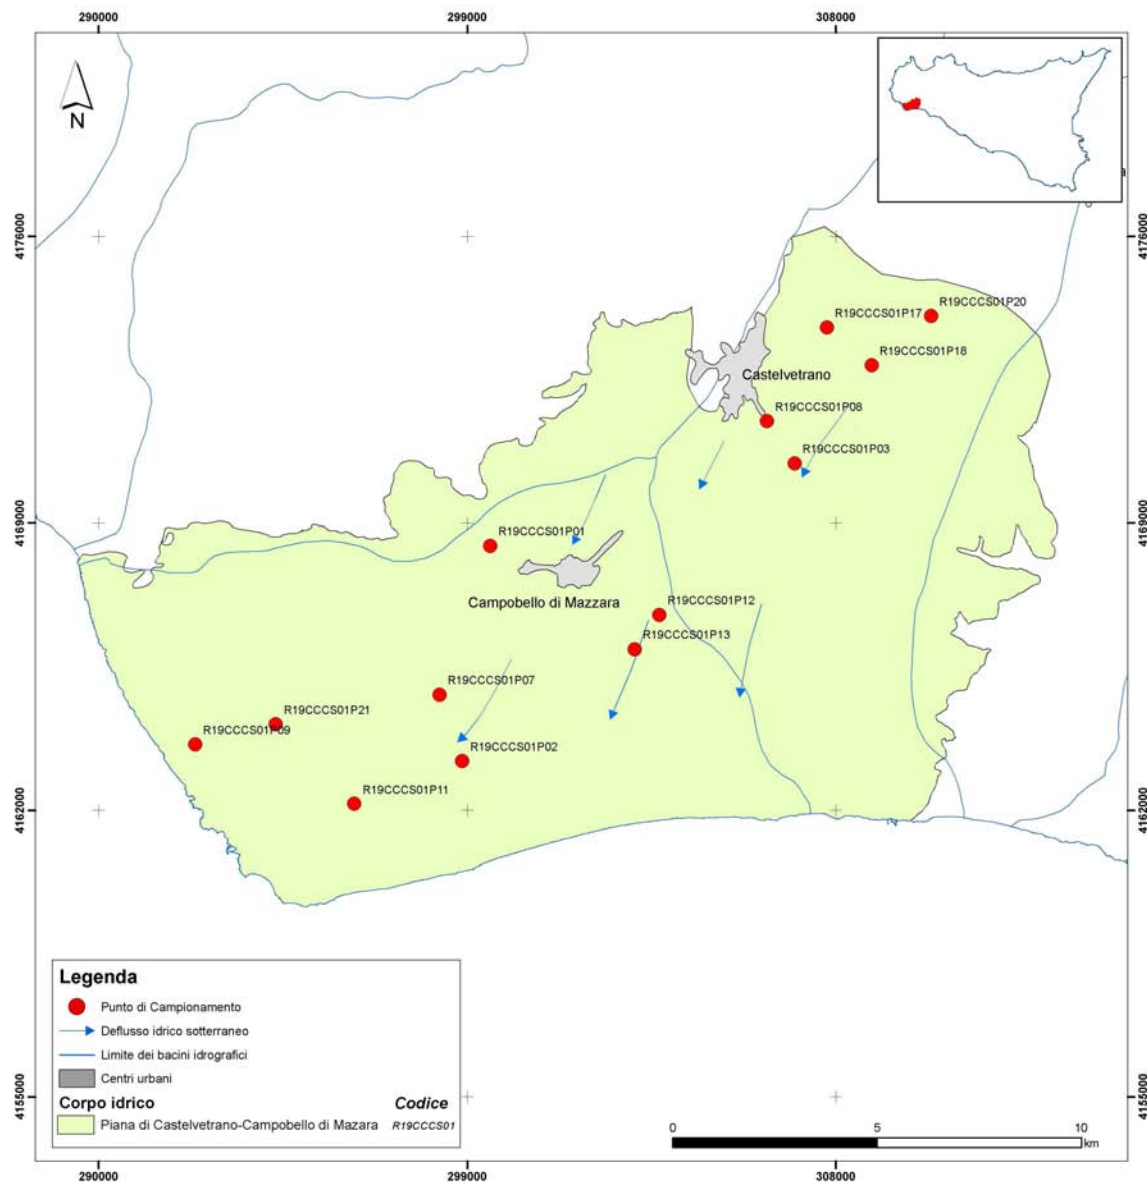 290000
299000
308000
4176000
4176000
N
R19CCCS01P20
R19CCCS01P17
R19CCCS01P18
Castelvetrano
R19CCCS01P08
R19CCCS01P03
4169000
4169000
R19CCCS01P01
Campobello di Mazzara
R19CCCS01P12
R19CCCS01P13
R19CCCS01P07
R19CCCS01P21
R19CCCS01P09
R19CCCS01P02
R19CCCS01P11
4162000
4162000
Legenda
Punto di Campionamento
Deflusso idrico sotterraneo
Limite dei bacini idrografici
Centri urbani
Corpo idrico Codice
Piana di Castelvetrano-Campobello di Mazara R19CCCS01
4155000
4155000
0 5 10
km
290000
299000
308000